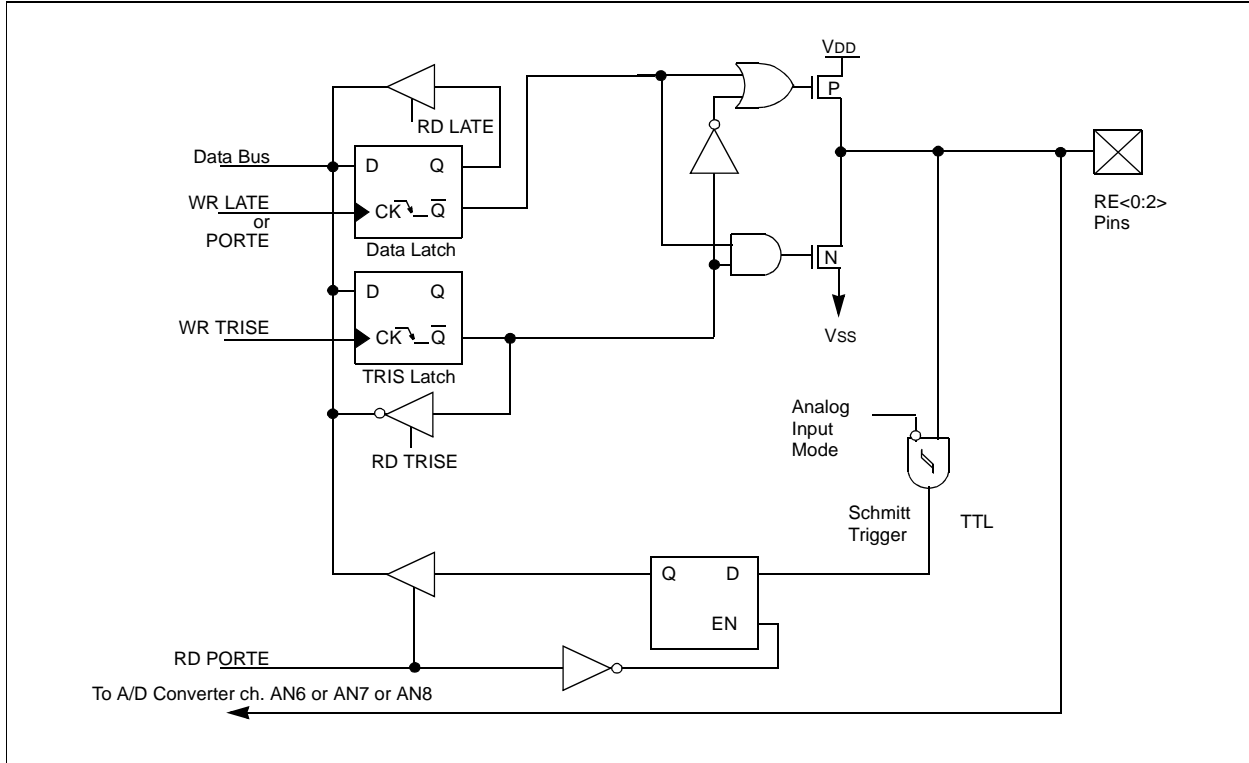 VDD
P
RD LATE
Data Bus
D Q
WR LATE
or
PORTE
CK Q
Data Latch
RE<0:2>
Pins
N
D Q
WR TRISE
CK Q
VSS
TRIS Latch
Analog
Input
Mode
RD TRISE
Schmitt
Trigger
TTL
Q D
EN
RD PORTE
To A/D Converter ch. AN6 or AN7 or AN8